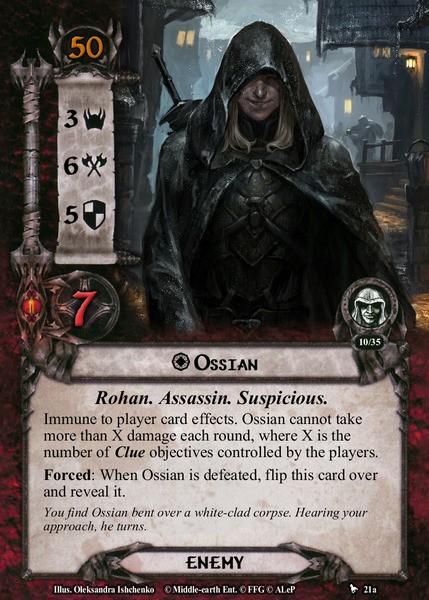 50
3
6
5
7
10/35
Ossian
Rohan. Assassin. Suspicious.
Immune to player card effects. Ossian cannot take
more than X damage each round, where X is the
number of Clue objectives controlled by the players.
Forced: When Ossian is defeated, flip this card over
and reveal it.
You find Ossian bent over a white-clad corpse. Hearing your
approach, he turns.
ENEMY
Illus. Oleksandra Ishchenko © Middle-earth Ent. © FFG © ALeP 21a